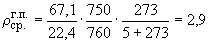 ρ г.п. ср. = 67,1/22,4 · 750/760 · 273/(5 + 273) = 2,9